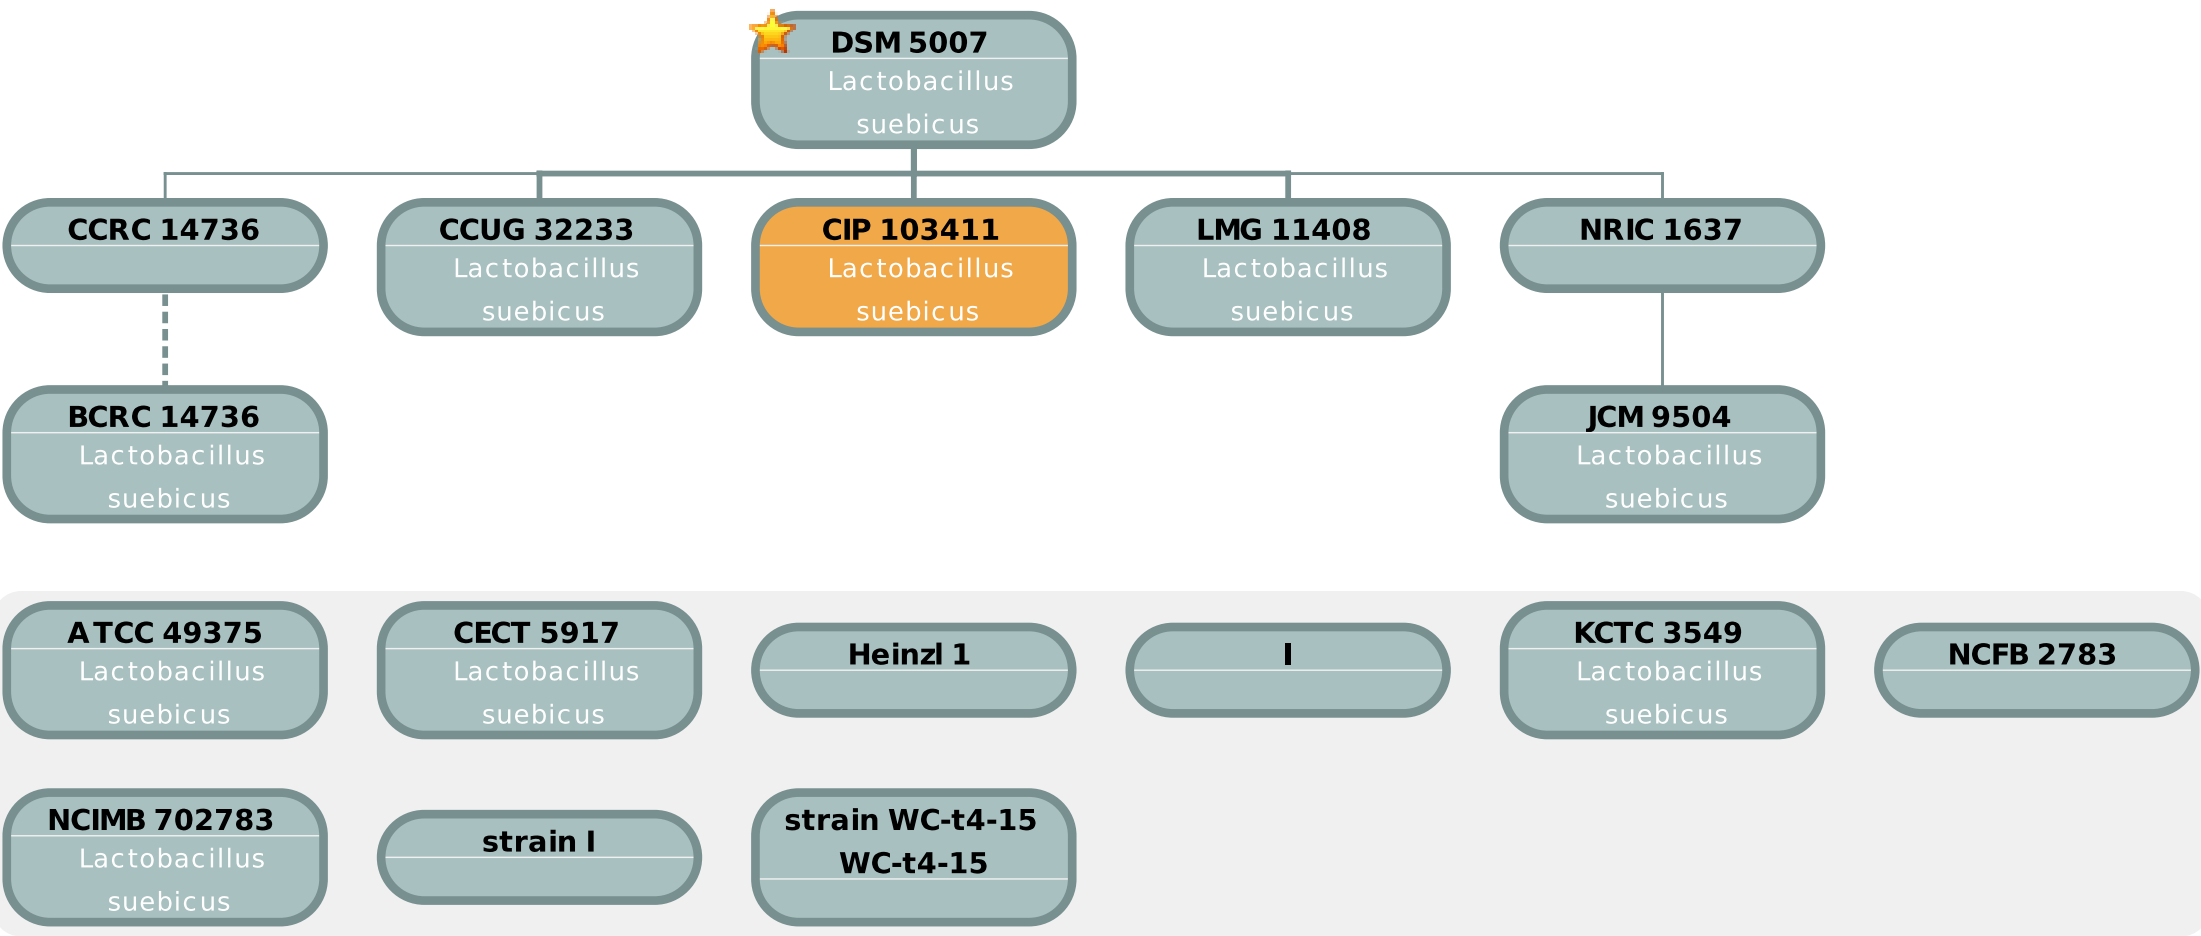 DSM 5007
Lactobacillus
suebicus
CCRC 14736
CCUG 32233
Lactobacillus
suebicus
CIP 103411
Lactobacillus
suebicus
LMG 11408
Lactobacillus
suebicus
NRIC 1637
BCRC 14736
Lactobacillus
suebicus
JCM 9504
Lactobacillus
suebicus
ATCC 49375
Lactobacillus
suebicus
CECT 5917
Lactobacillus
suebicus
Heinzl 1
I
KCTC 3549
Lactobacillus
suebicus
NCFB 2783
NCIMB 702783
Lactobacillus
suebicus
strain I
strain WC-t4-15
WC-t4-15